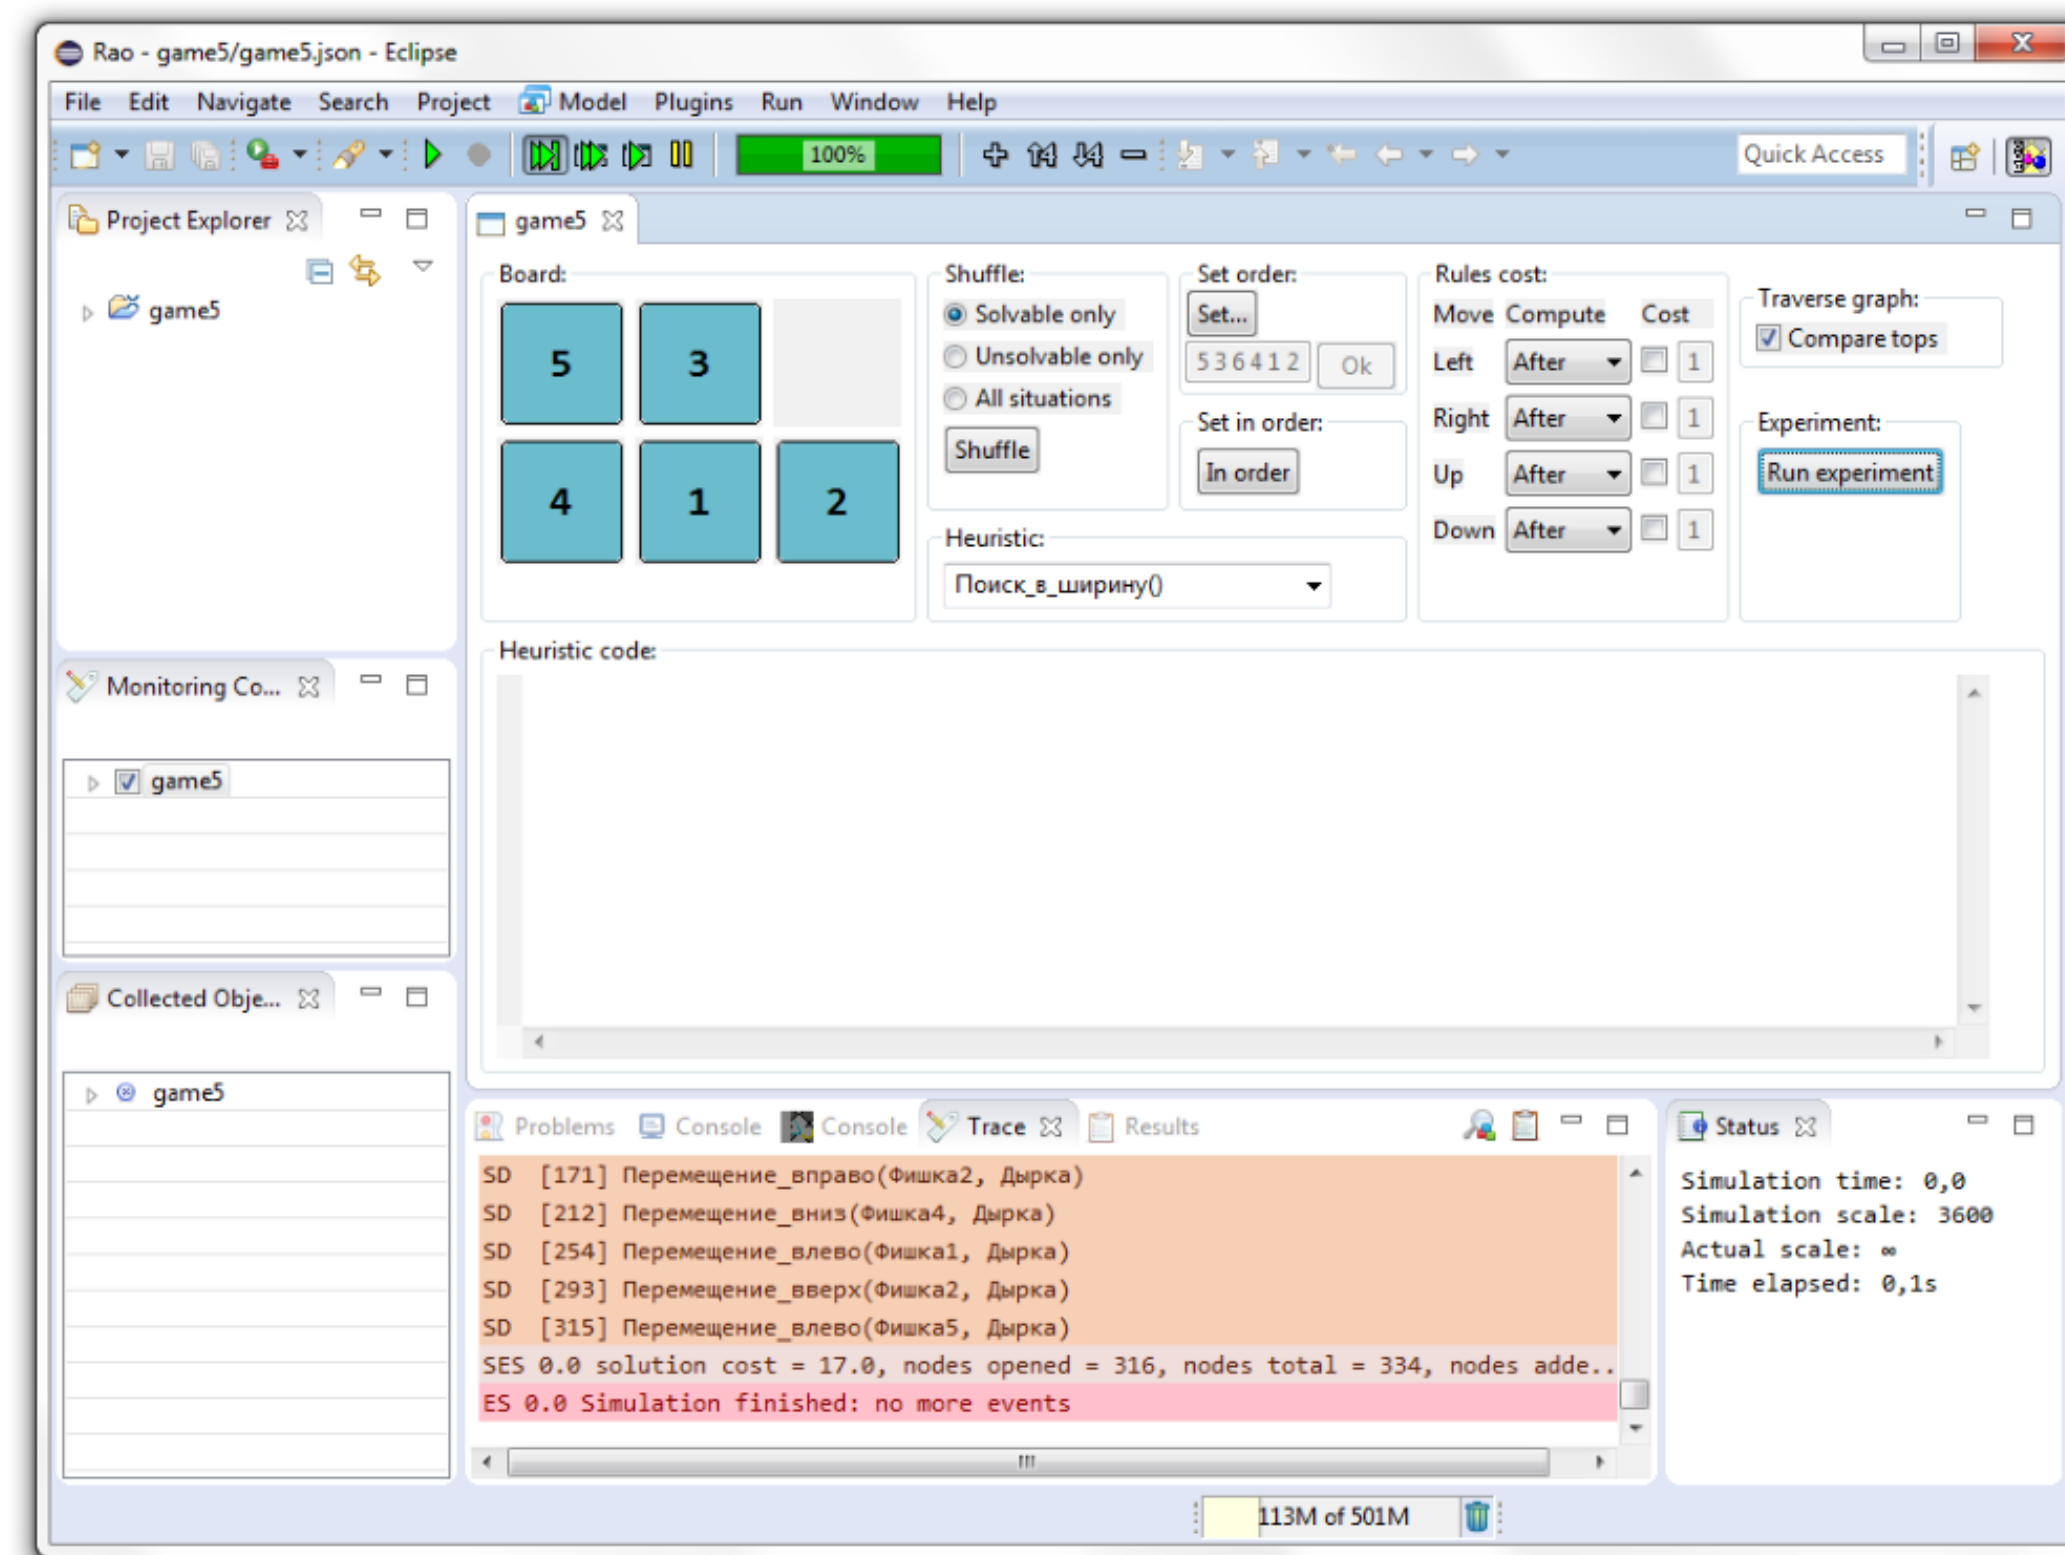 Rao - game5/game5.json - Eclipse
File Edit Navigate Search Project Model Plugins Run Window Help
100%
Quick Access
Project Explorer
game5
Monitoring Co...
game5
Collected Obje...
game5
game5
Board:
5 3
4 1 2
Shuffle:
Solvable only
Unsolvable only
All situations
Shuffle
Set order:
Set...
5 3 6 4 1 2 Ok
Set in order:
In order
Heuristic:
Поиск_в_ширину()
Rules cost:
Move Compute Cost
Left After 1
Right After 1
Up After 1
Down After 1
Traverse graph:
Compare tops
Experiment:
Run experiment
Heuristic code:
Problems Console Console Trace Results
SD [171] Перемещение_вправо(Фишка2, Дырка)
SD [212] Перемещение_вниз(Фишка4, Дырка)
SD [254] Перемещение_влево(Фишка1, Дырка)
SD [293] Перемещение_вверх(Фишка2, Дырка)
SD [315] Перемещение_влево(Фишка5, Дырка)
SES 0.0 solution cost = 17.0, nodes opened = 316, nodes total = 334, nodes adde..
ES 0.0 Simulation finished: no more events
Status
Simulation time: 0,0
Simulation scale: 3600
Actual scale: ∞
Time elapsed: 0,1s
113M of 501M